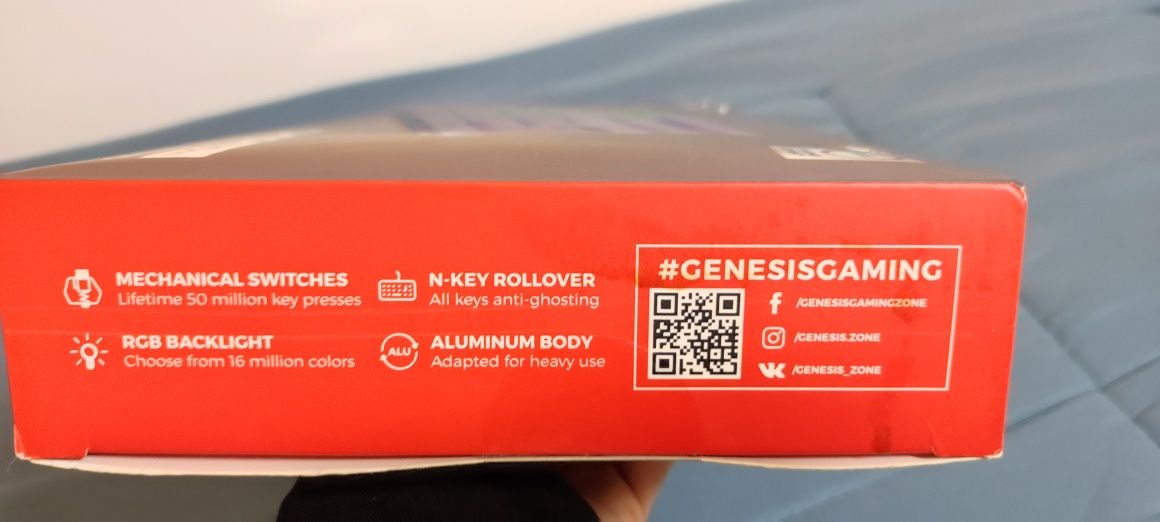 MECHANICAL SWITCHES
Lifetime 50 million key presses
RGB BACKLIGHT
Choose from 16 million colors
N-KEY ROLLOVER
All keys anti-ghosting
ALU
ALUMINUM BODY
Adapted for heavy use
#GENESISGAMING
/GENESISGAMINGZONE
/GENESIS.ZONE
/GENESIS_ZONE